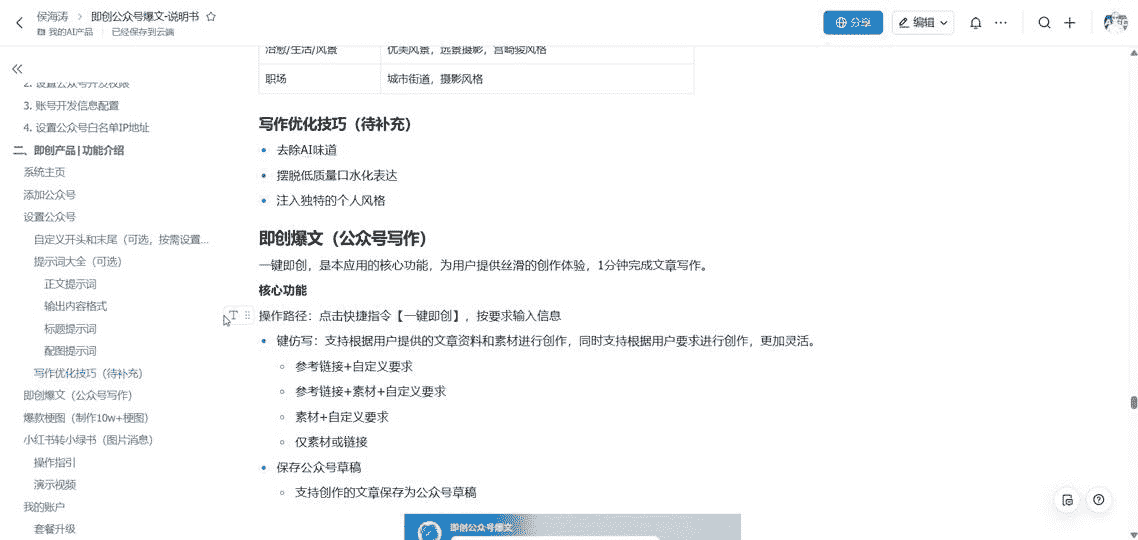 侯海涛 > 即创公众号爆文-说明书
我的AI产品 | 已经保存到云端
分享
编辑
2. 设置公众号开发权限
3. 账号开发信息配置
4. 设置公众号白名单IP地址
二、即创产品|功能介绍
系统主页
添加公众号
设置公众号
自定义开头和末尾（可选，按需设置...
提示词大全（可选）
正文提示词
输出内容格式
标题提示词
配图提示词
写作优化技巧（待补充）
即创爆文（公众号写作）
爆款梗图（制作10w+梗图）
小红书转小绿书（图片消息）
操作指引
演示视频
我的账户
套餐升级
治愈/生活/风景 优美风景，远景摄影，宫崎骏风格
职场 城市街道，摄影风格
写作优化技巧（待补充）
去除AI味道
摆脱低质量口水化表达
注入独特的个人风格
即创爆文（公众号写作）
一键即创，是本应用的核心功能，为用户提供丝滑的创作体验，1分钟完成文章写作。
核心功能
操作路径：点击快捷指令【一键即创】，按要求输入信息
键仿写：支持根据用户提供的文章资料和素材进行创作，同时支持根据用户要求进行创作，更加灵活。
参考链接+自定义要求
参考链接+素材+自定义要求
素材+自定义要求
仅素材或链接
保存公众号草稿
支持创作的文章保存为公众号草稿
即创公众号爆文